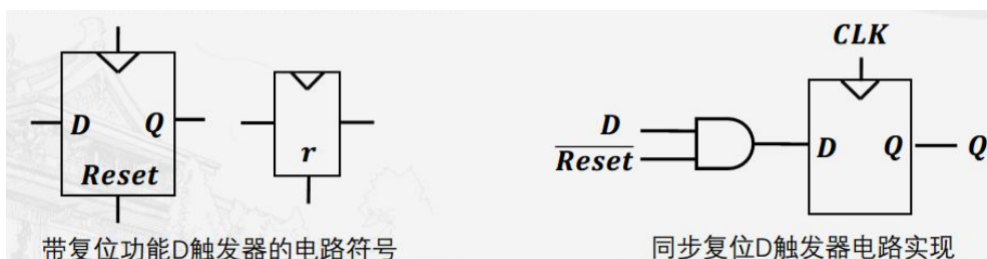 D Q
Reset
r
带复位功能D触发器的电路符号
CLK
D
Reset
D Q
Q
同步复位D触发器电路实现